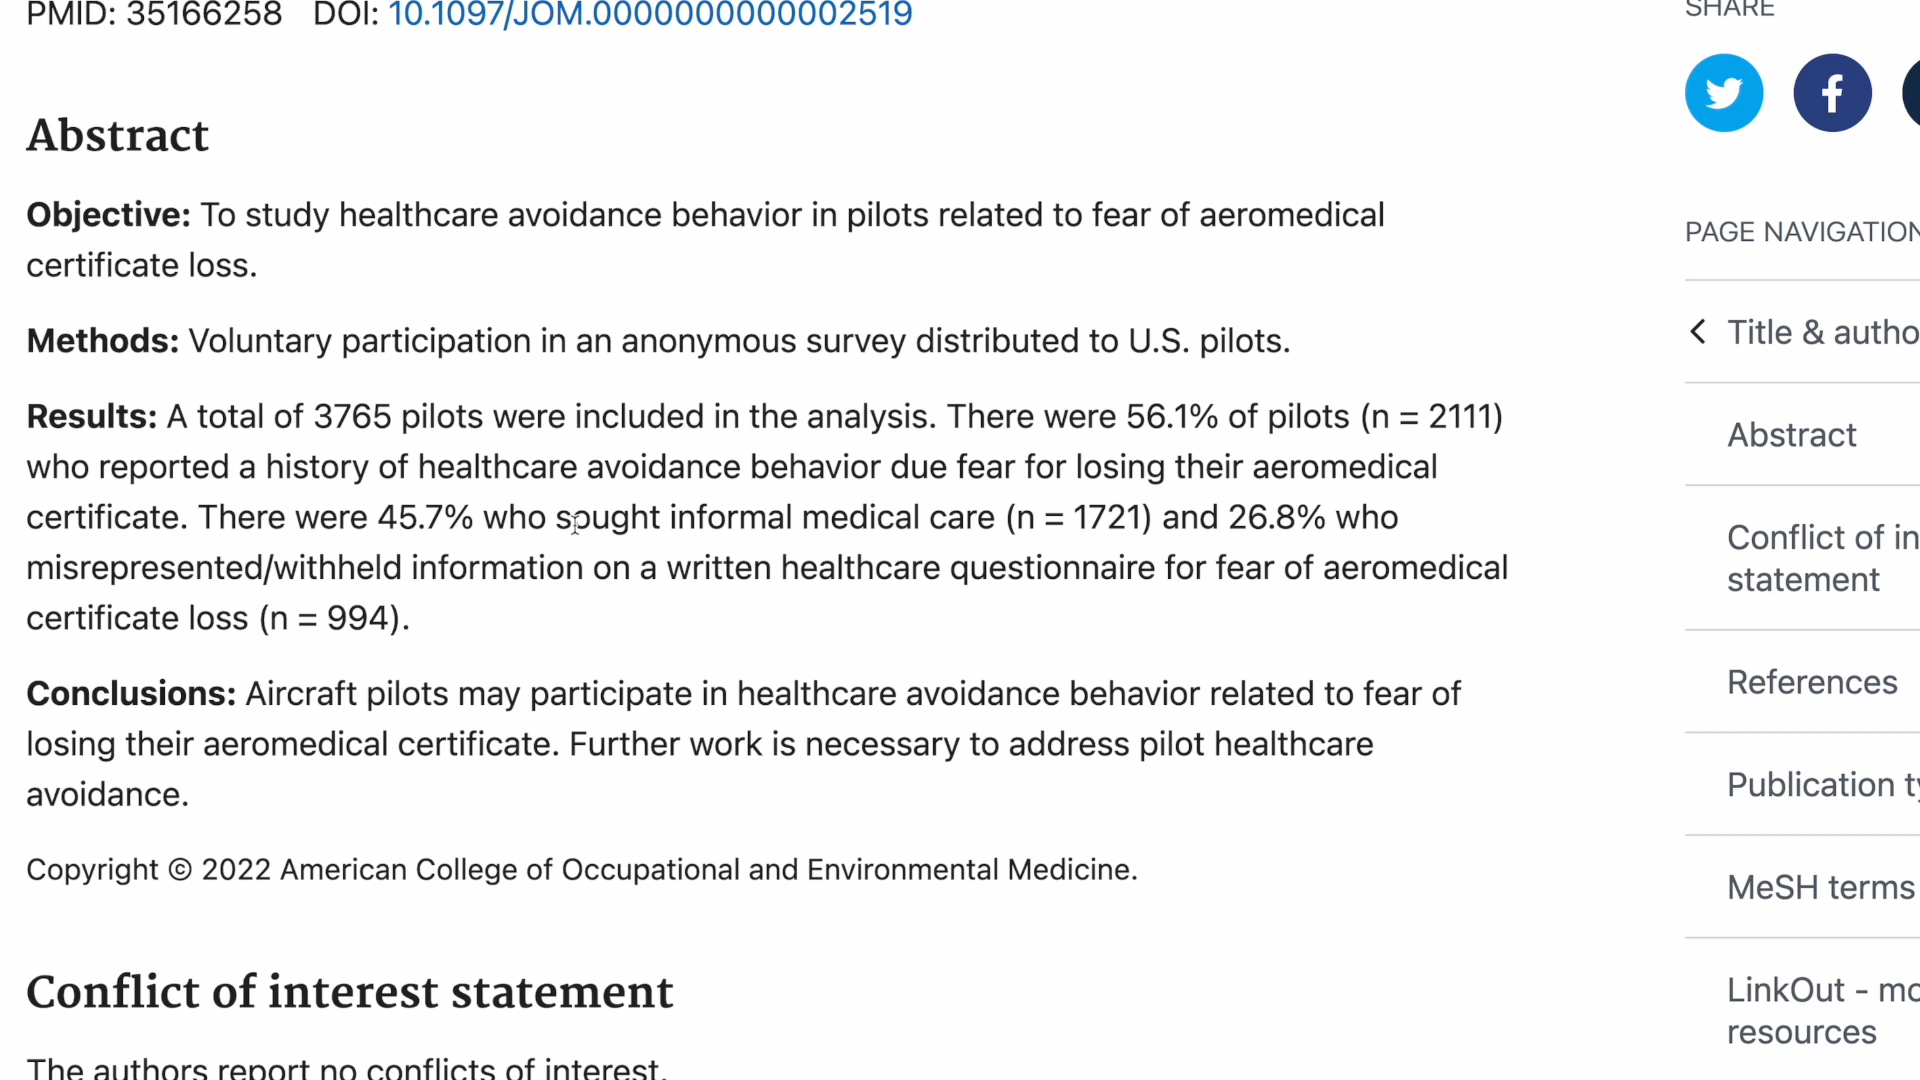 PMID: 35166258 DOI: 10.1097/JOM.0000000000002519
SHARE
Abstract
Objective: To study healthcare avoidance behavior in pilots related to fear of aeromedical
certificate loss.
Methods: Voluntary participation in an anonymous survey distributed to U.S. pilots.
Results: A total of 3765 pilots were included in the analysis. There were 56.1% of pilots (n = 2111)
who reported a history of healthcare avoidance behavior due fear for losing their aeromedical
certificate. There were 45.7% who sought informal medical care (n = 1721) and 26.8% who
misrepresented/withheld information on a written healthcare questionnaire for fear of aeromedical
certificate loss (n = 994).
Conclusions: Aircraft pilots may participate in healthcare avoidance behavior related to fear of
losing their aeromedical certificate. Further work is necessary to address pilot healthcare
avoidance.
Copyright © 2022 American College of Occupational and Environmental Medicine.
Conflict of interest statement
The authors report no conflicts of interest.
PAGE NAVIGATION
Title & autho
Abstract
Conflict of in
statement
References
Publication ty
MeSH terms
LinkOut - mo
resources